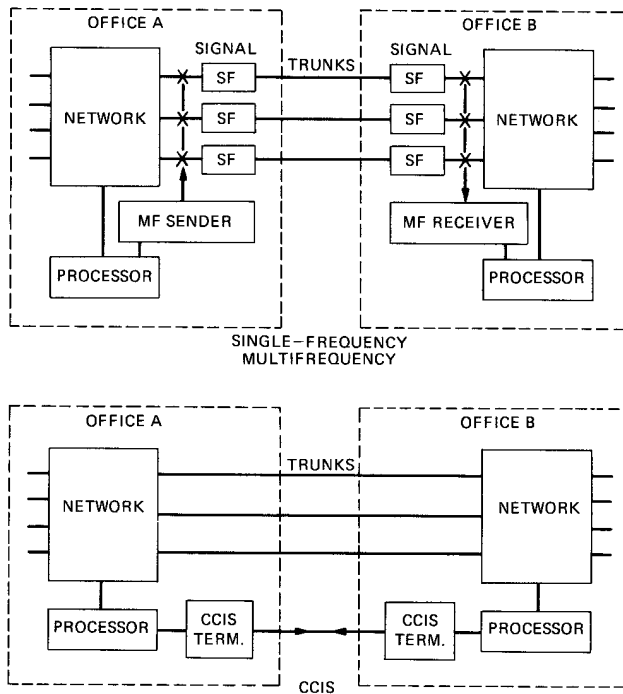 OFFICE A
OFFICE B
SIGNAL
TRUNKS
SIGNAL
SF
SF
NETWORK
SF
SF
NETWORK
SF
SF
MF SENDER
MF RECEIVER
PROCESSOR
PROCESSOR
SINGLE-FREQUENCY
MULTIFREQUENCY
OFFICE A
OFFICE B
TRUNKS
NETWORK
NETWORK
PROCESSOR
CCIS
TERM.
CCIS
TERM.
PROCESSOR
CCIS